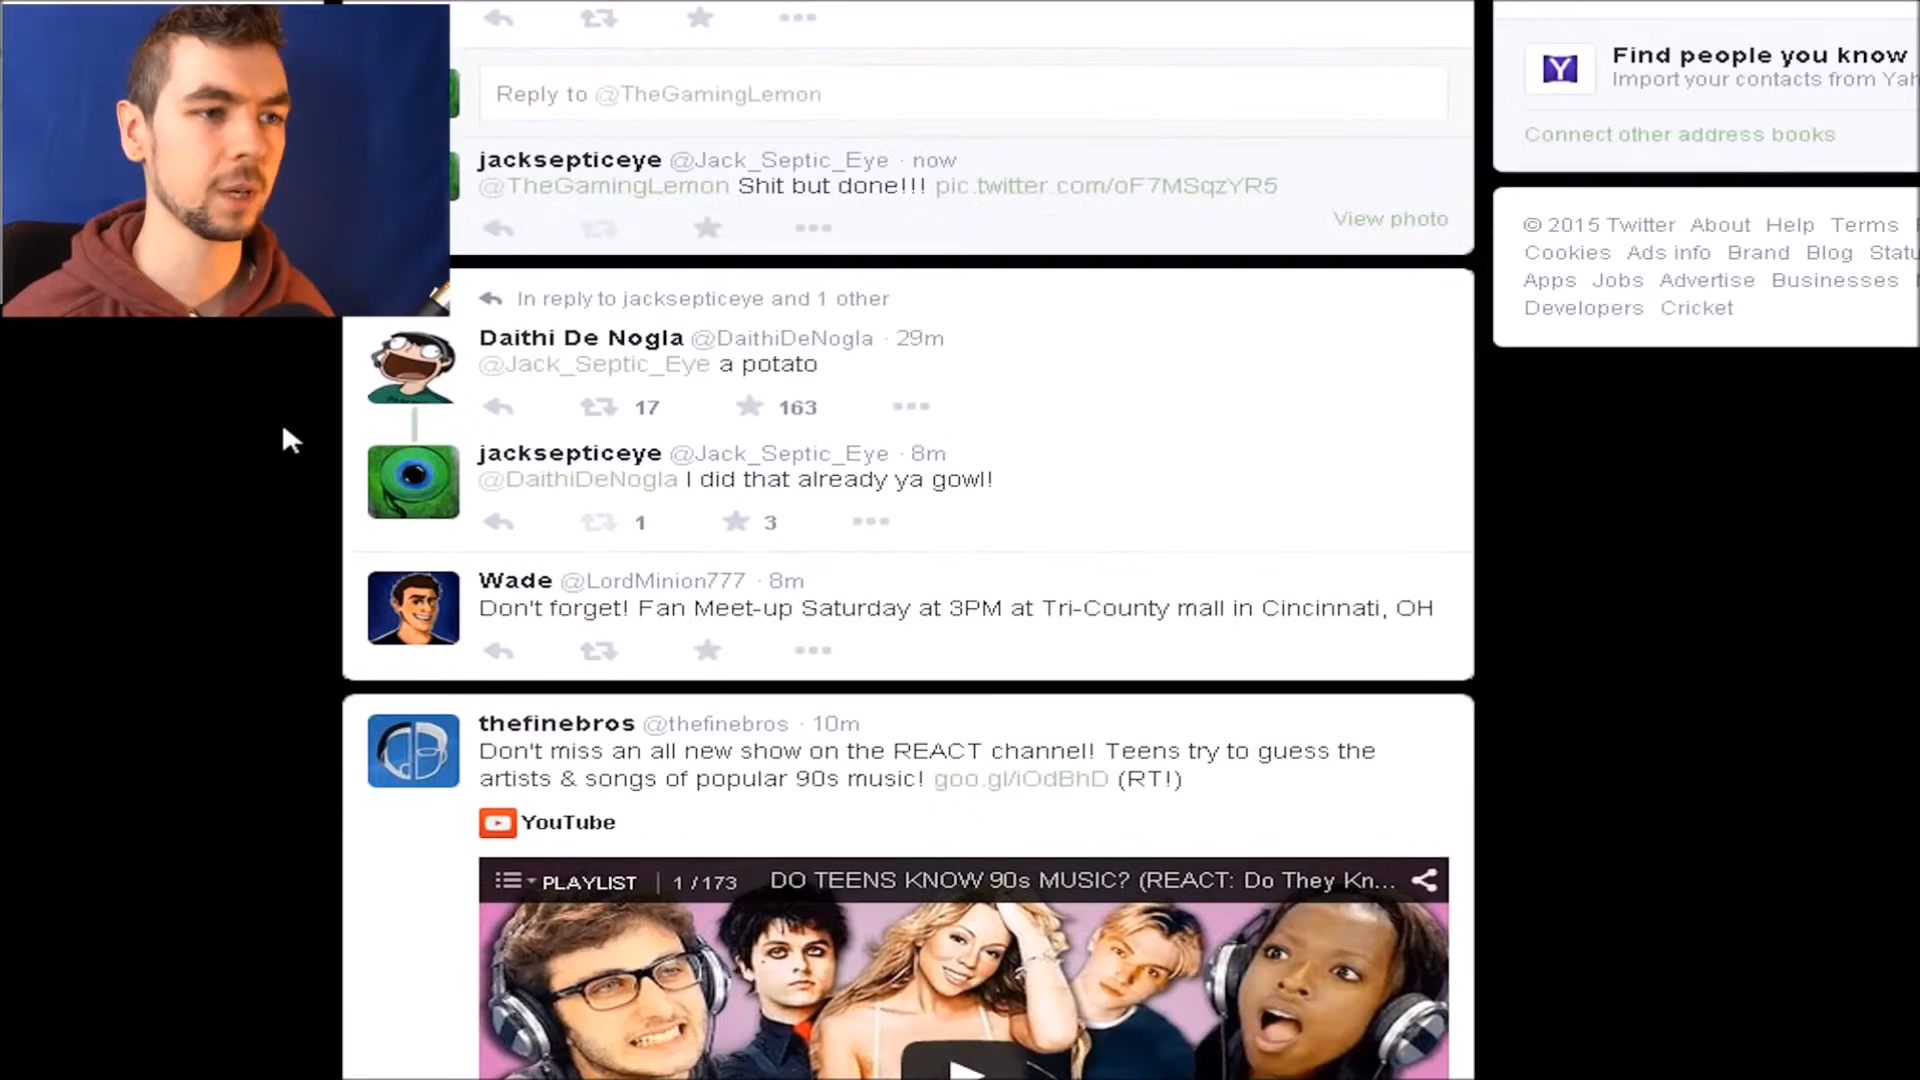 Reply to @TheGamingLemon
jacksepticeye @Jack_Septic_Eye · now
@TheGamingLemon Shit but done!!! pic.twitter.com/oF7MSqzYR5
View photo
In reply to jacksepticeye and 1 other
Daithi De Nogla @DaithiDeNogla · 29m
@Jack_Septic_Eye a potato
17 163
jacksepticeye @Jack_Septic_Eye · 8m
@DaithiDeNogla I did that already ya gowl!
1 3
Wade @LordMinion777 · 8m
Don't forget! Fan Meet-up Saturday at 3PM at Tri-County mall in Cincinnati, OH
thefinebros @thefinebros · 10m
Don't miss an all new show on the REACT channel! Teens try to guess the
artists & songs of popular 90s music! goo.gl/iOdBhD (RT!)
YouTube
PLAYLIST | 1 / 173 DO TEENS KNOW 90s MUSIC? (REACT: Do They Kn...
Y
Find people you know
Import your contacts from Yah
Connect other address books
© 2015 Twitter About Help Terms
Cookies Ads info Brand Blog Statu
Apps Jobs Advertise Businesses
Developers Cricket